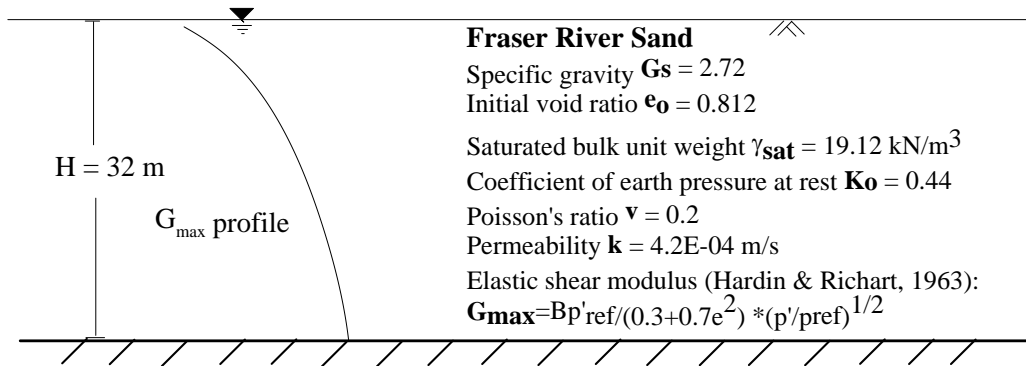 Fraser River Sand
Specific gravity Gs = 2.72
Initial void ratio eo = 0.812
Saturated bulk unit weight γsat = 19.12 kN/m3
Coefficient of earth pressure at rest Ko = 0.44
Poisson's ratio v = 0.2
Permeability k = 4.2E-04 m/s
Elastic shear modulus (Hardin & Richart, 1963):
Gmax=Bp'ref/(0.3+0.7e2) *(p'/pref)1/2
H = 32 m
Gmax profile